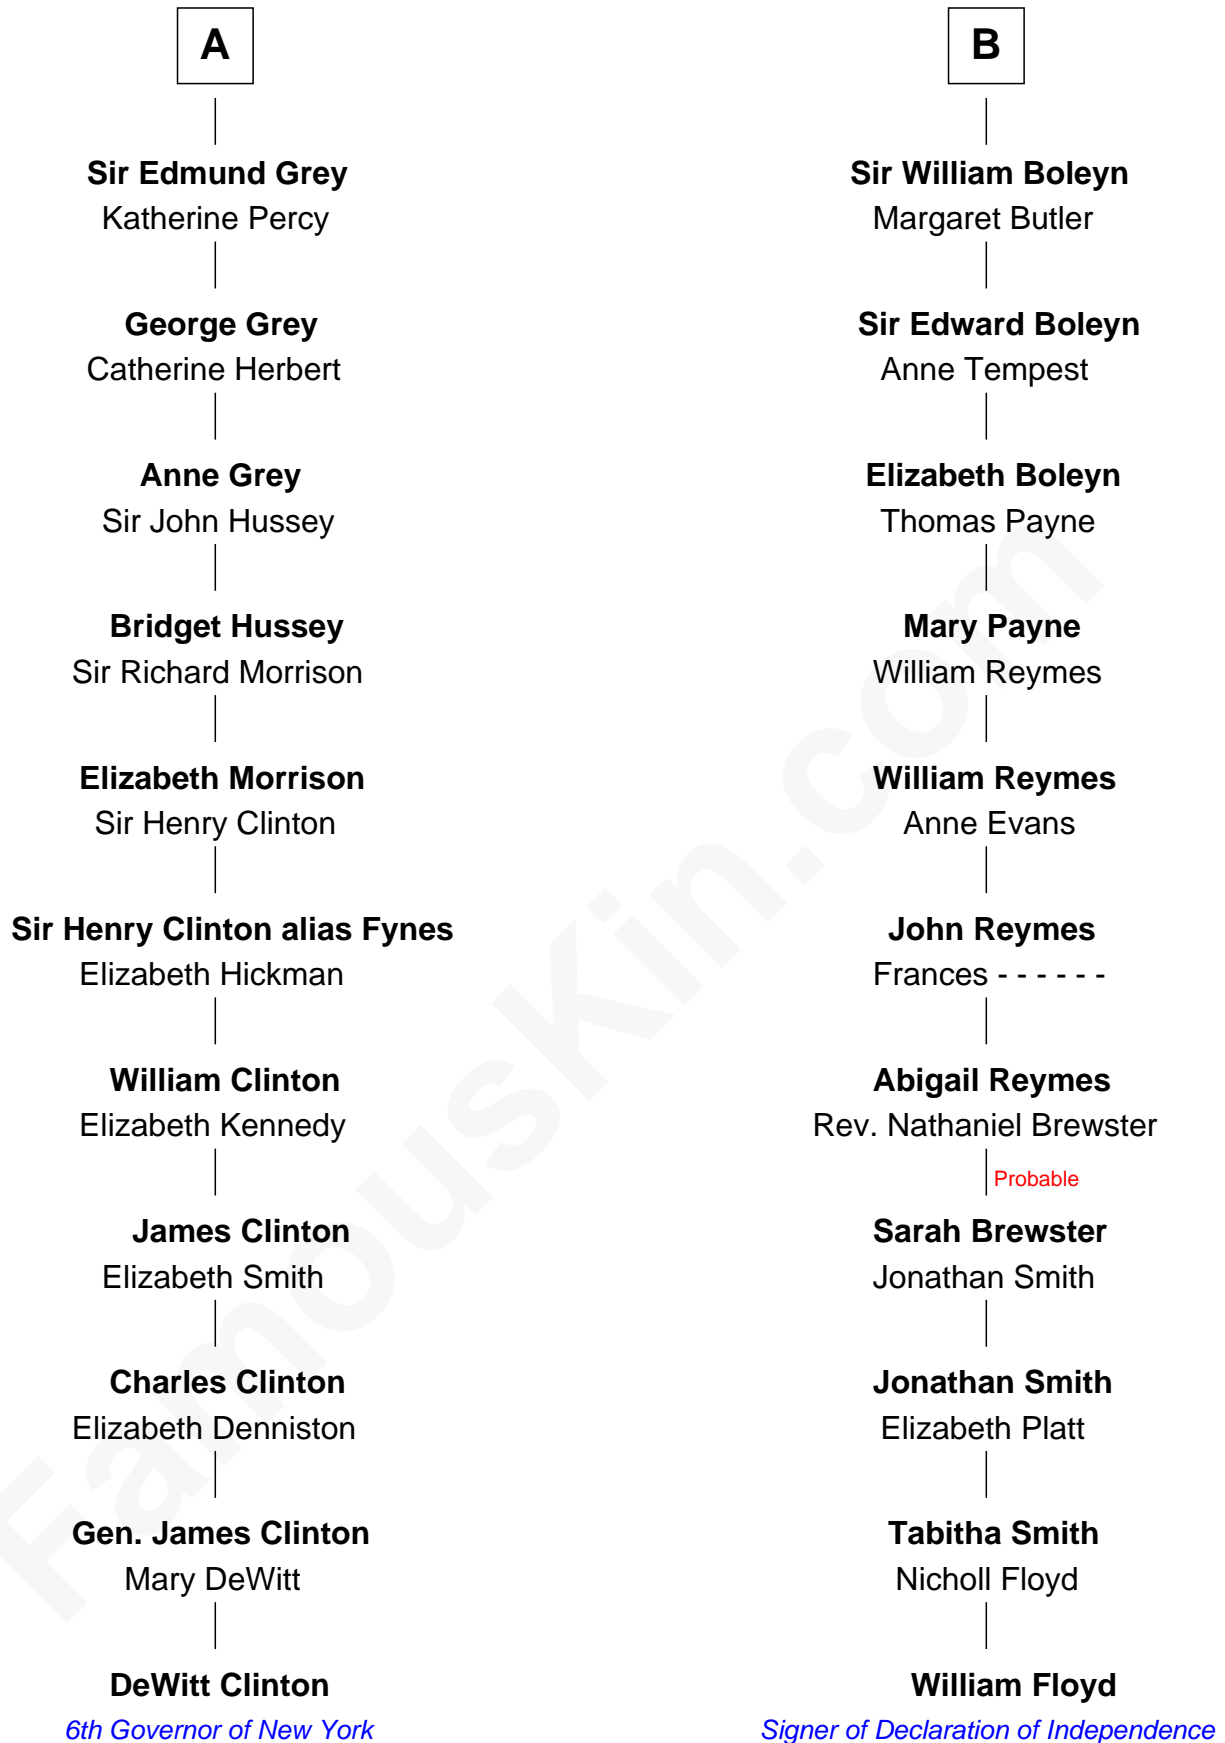 A
Sir Edmund Grey
Katherine Percy
George Grey
Catherine Herbert
Anne Grey
Sir John Hussey
Bridget Hussey
Sir Richard Morrison
Elizabeth Morrison
Sir Henry Clinton
Sir Henry Clinton alias Fynes
Elizabeth Hickman
William Clinton
Elizabeth Kennedy
James Clinton
Elizabeth Smith
Charles Clinton
Elizabeth Denniston
Gen. James Clinton
Mary DeWitt
DeWitt Clinton
6th Governor of New York
B
Sir William Boleyn
Margaret Butler
Sir Edward Boleyn
Anne Tempest
Elizabeth Boleyn
Thomas Payne
Mary Payne
William Reymes
William Reymes
Anne Evans
John Reymes
Frances - - - - - -
Abigail Reymes
Rev. Nathaniel Brewster
Probable
Sarah Brewster
Jonathan Smith
Jonathan Smith
Elizabeth Platt
Tabitha Smith
Nicholl Floyd
William Floyd
Signer of Declaration of Independence
FamousKin.com